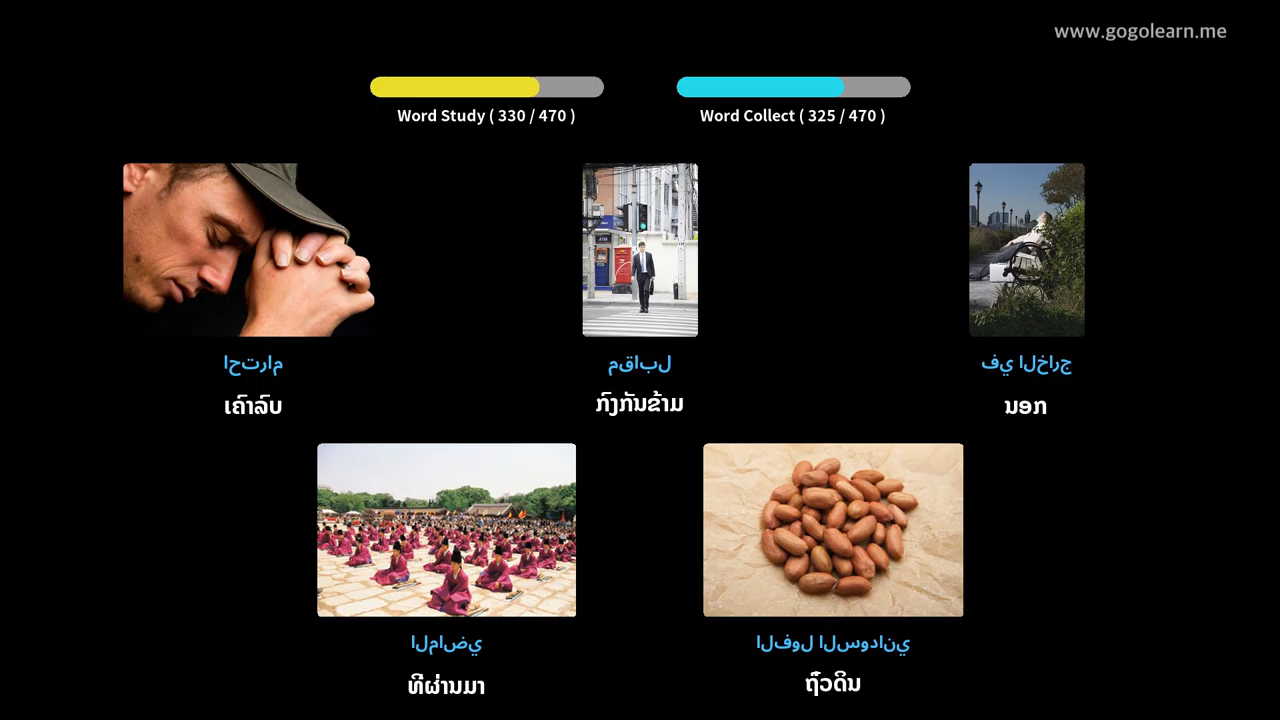 www.gogolearn.me
Word Study ( 330 / 470 )
Word Collect ( 325 / 470 )
احترام
مقابل
في الخارج
ເຄົາລົບ
ກົງກັນຂ້າມ
ນອກ
الماضي
الفول السوداني
ທີ່ຜ່ານມາ
ຖົ່ວດິນ